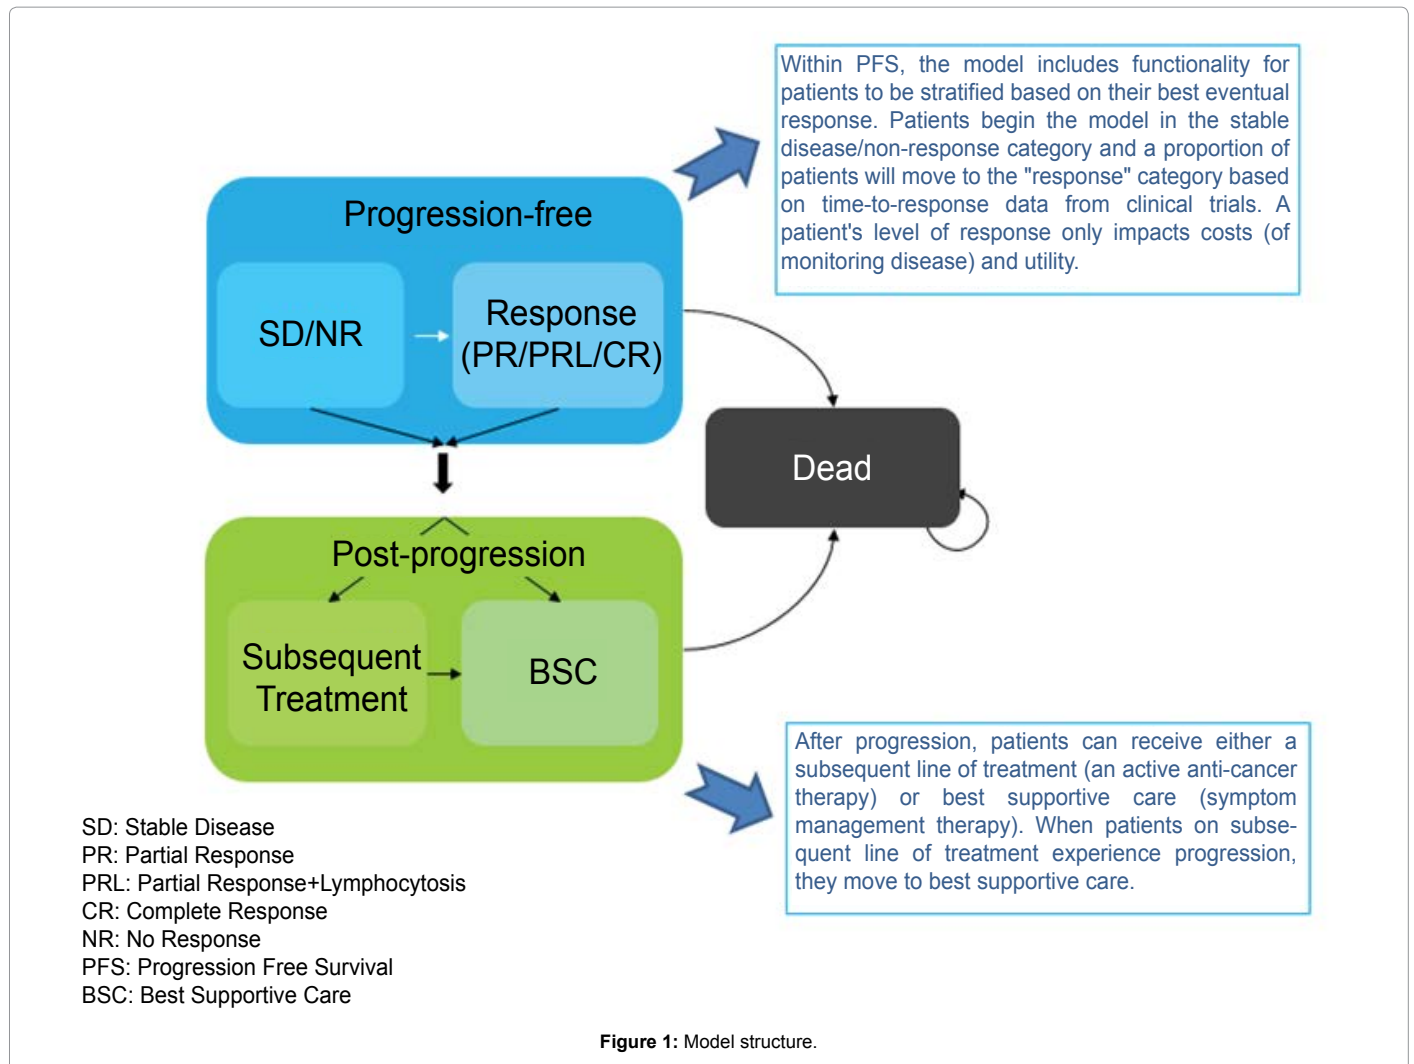 Within PFS, the model includes functionality for
patients to be stratified based on their best eventual
response. Patients begin the model in the stable
disease/non-response category and a proportion of
patients will move to the "response" category based
on time-to-response data from clinical trials. A
patient's level of response only impacts costs (of
monitoring disease) and utility.
Progression-free
SD/NR
Response
(PR/PRL/CR)
Dead
Post-progression
Subsequent
Treatment
BSC
After progression, patients can receive either a
subsequent line of treatment (an active anti-cancer
therapy) or best supportive care (symptom
management therapy). When patients on subse-
quent line of treatment experience progression,
they move to best supportive care.
SD: Stable Disease
PR: Partial Response
PRL: Partial Response+Lymphocytosis
CR: Complete Response
NR: No Response
PFS: Progression Free Survival
BSC: Best Supportive Care
Figure 1: Model structure.